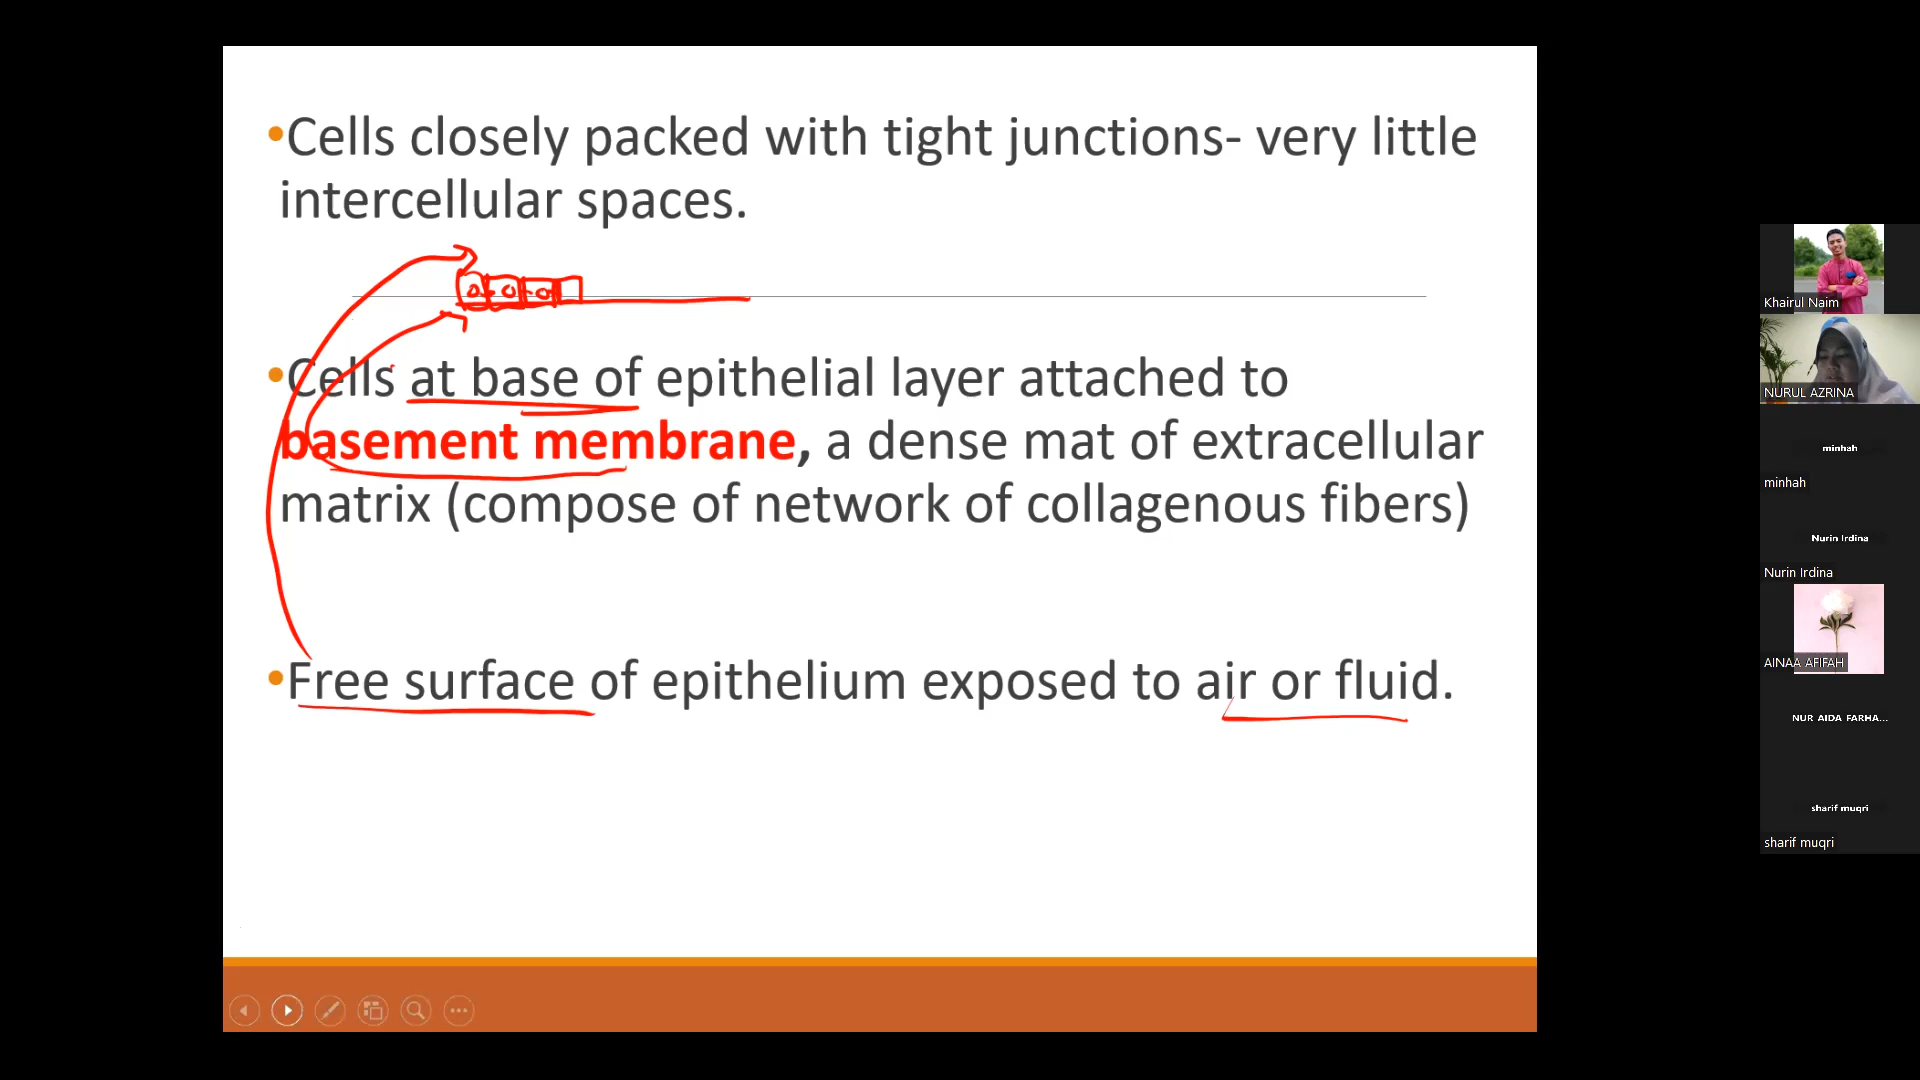 •Cells closely packed with tight junctions- very little
intercellular spaces.
•Cells at base of epithelial layer attached to
basement membrane, a dense mat of extracellular
matrix (compose of network of collagenous fibers)
•Free surface of epithelium exposed to air or fluid.
Khairul Naim
NURUL AZRINA
minhah
minhah
Nurin Irdina
Nurin Irdina
AINAA AFIFAH
NUR AIDA FARHA...
sharif muqri
sharif muqri